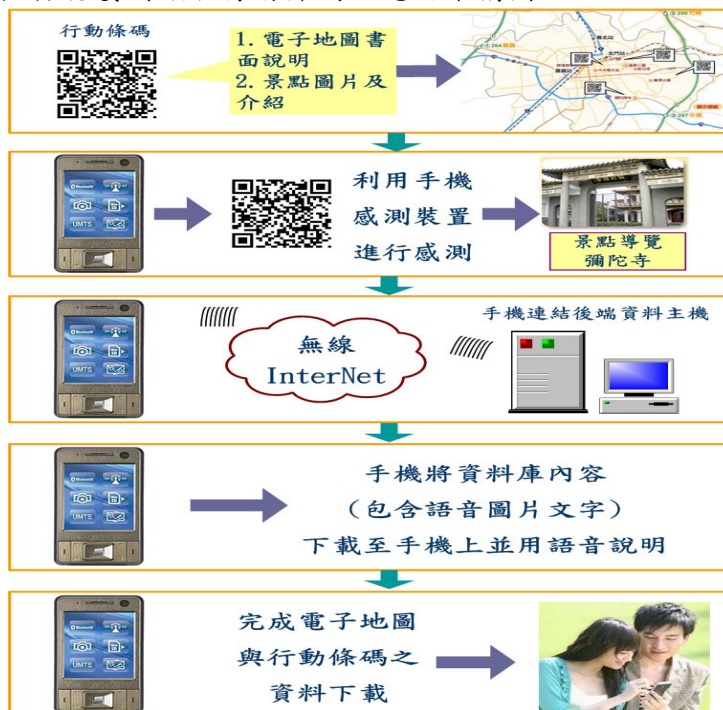 行動條碼
1.電子地圖書
面說明
2.景點圖片及
介紹
利用手機
感測裝置
進行感測
景點導覽
彌陀寺
手機連結後端資料主機
無線
InterNet
手機將資料庫內容
（包含語音圖片文字）
下載至手機上並用語音說明
完成電子地圖
與行動條碼之
資料下載